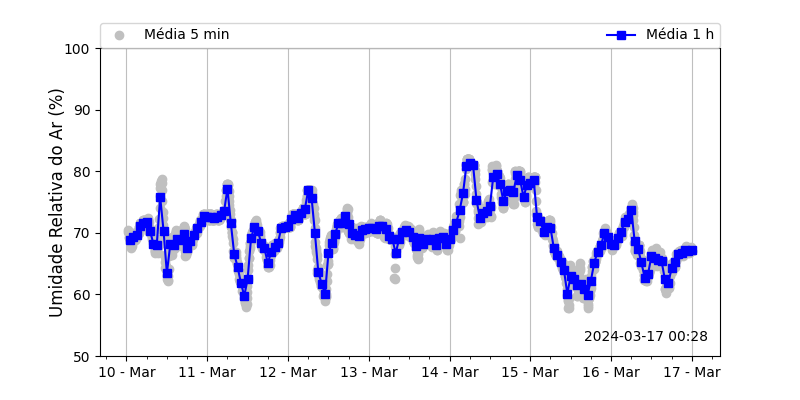 Média 5 min
Média 1 h
Umidade Relativa do Ar (%)
100
90
80
70
60
50
2024-03-17 00:28
10 - Mar
11 - Mar
12 - Mar
13 - Mar
14 - Mar
15 - Mar
16 - Mar
17 - Mar